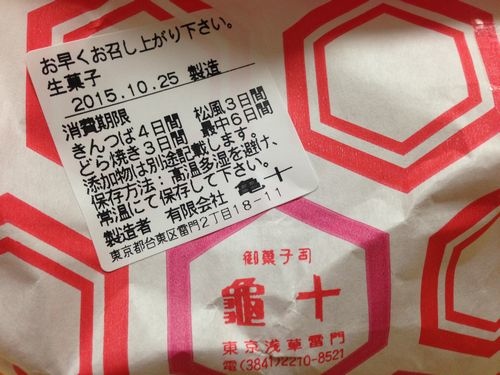 お早くお召し上がり下さい。
生菓子
2015.10.25 製造
消費期限
きんつば4日間 松風3日間
どら焼き3日間 最中6日間
添加物は別途記載します。
保存方法:高温多湿を避け、
常温にて保存して下さい。
製造者 有限会社 亀十
東京都台東区雷門2丁目18-11
御菓子司
龜十
東京浅草雷門
電(3841)2210・8521